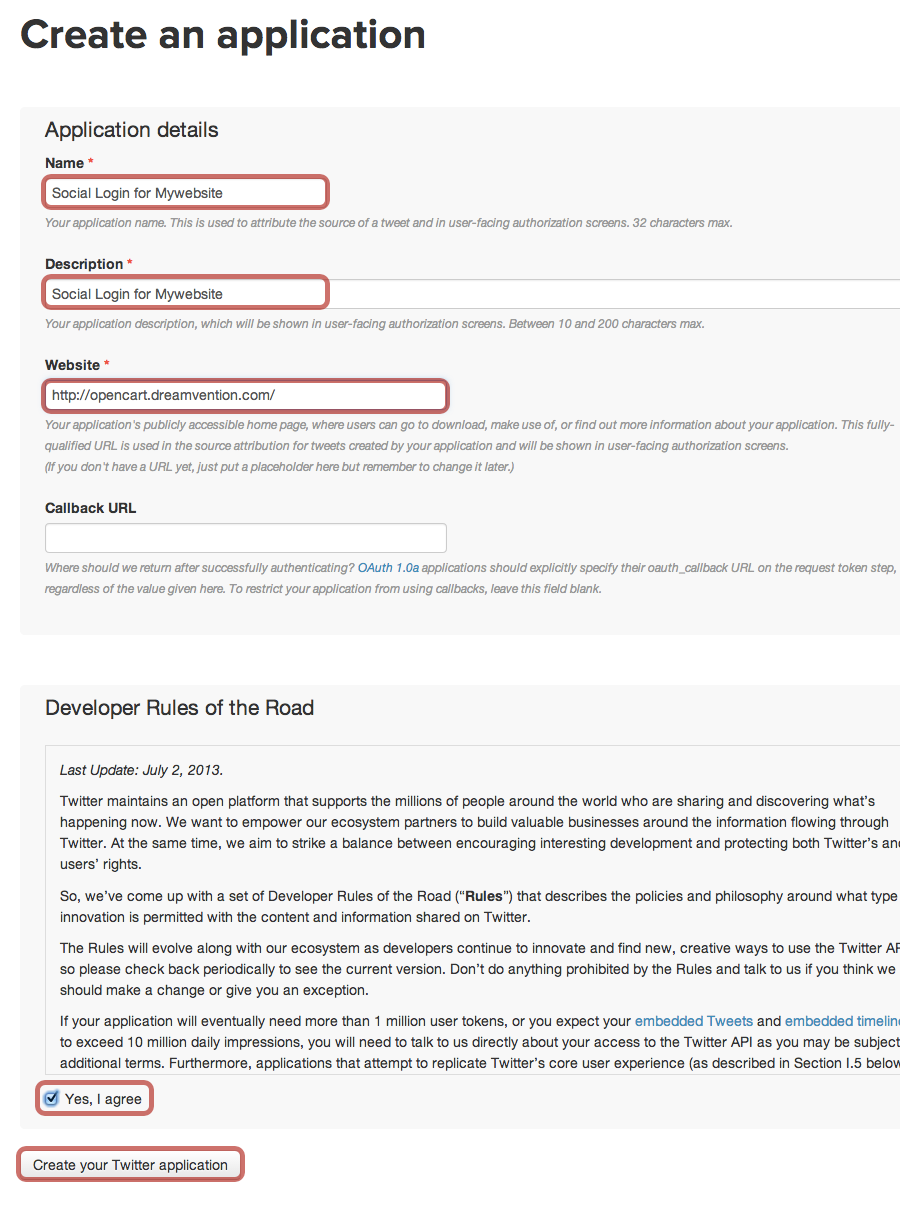 Create an application
Application details
Name *
Social Login for Mywebsite
Your application name. This is used to attribute the source of a tweet and in user-facing authorization screens. 32 characters max.
Description *
Social Login for Mywebsite
Your application description, which will be shown in user-facing authorization screens. Between 10 and 200 characters max.
Website *
http://opencart.dreamvention.com/
Your application's publicly accessible home page, where users can go to download, make use of, or find out more information about your application. This fully-
qualified URL is used in the source attribution for tweets created by your application and will be shown in user-facing authorization screens.
(If you don't have a URL yet, just put a placeholder here but remember to change it later.)
Callback URL
Where should we return after successfully authenticating? OAuth 1.0a applications should explicitly specify their oauth_callback URL on the request token step,
regardless of the value given here. To restrict your application from using callbacks, leave this field blank.
Developer Rules of the Road
Last Update: July 2, 2013.
Twitter maintains an open platform that supports the millions of people around the world who are sharing and discovering what's
happening now. We want to empower our ecosystem partners to build valuable businesses around the information flowing through
Twitter. At the same time, we aim to strike a balance between encouraging interesting development and protecting both Twitter's and
users' rights.
So, we've come up with a set of Developer Rules of the Road (“Rules”) that describes the policies and philosophy around what type
innovation is permitted with the content and information shared on Twitter.
The Rules will evolve along with our ecosystem as developers continue to innovate and find new, creative ways to use the Twitter AP
so please check back periodically to see the current version. Don't do anything prohibited by the Rules and talk to us if you think we
should make a change or give you an exception.
If your application will eventually need more than 1 million user tokens, or you expect your embedded Tweets and embedded timeline
to exceed 10 million daily impressions, you will need to talk to us directly about your access to the Twitter API as you may be subject
additional terms. Furthermore, applications that attempt to replicate Twitter's core user experience (as described in Section I.5 below
Yes, I agree
Create your Twitter application